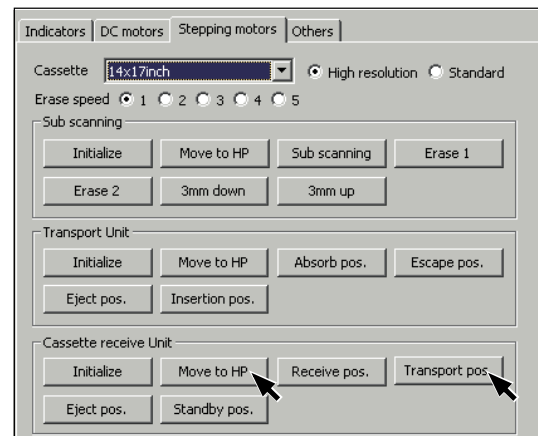 Indicators DC motors Stepping motors Others
Cassette 14x17inch High resolution Standard
Erase speed 1 2 3 4 5
Sub scanning
Initialize Move to HP Sub scanning Erase 1
Erase 2 3mm down 3mm up
Transport Unit
Initialize Move to HP Absorb pos. Escape pos.
Eject pos. Insertion pos.
Cassette receive Unit
Initialize Move to HP Receive pos. Transport pos
Eject pos. Standby pos.